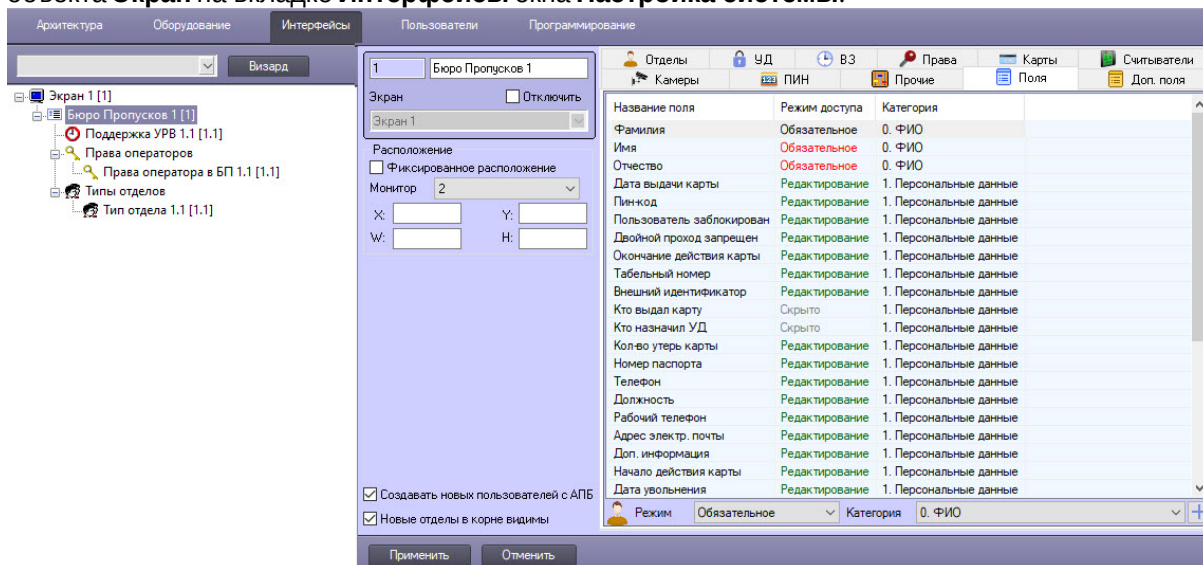 объекта Экран на вкладке Интерфейсы окна Настройка системы.
Архитектура Оборудование Интерфейсы Пользователи Программирование
Визард
Экран 1 [1]
Бюро Пропусков 1 [1]
Поддержка УРВ 1.1 [1.1]
Права операторов
Права оператора в БП 1.1 [1.1]
Типы отделов
Тип отдела 1.1 [1.1]
1 Бюро Пропусков 1
Экран Отключить
Экран 1
Расположение
Фиксированное расположение
Монитор 2
X: Y:
W: H:
Создавать новых пользователей с АПБ
Новые отделы в корне видимы
Применить Отменить
Отделы УД ВЗ Права Карты Считыватели
Камеры ПИН Прочие Поля Доп. поля
Название поля Режим доступа Категория
Фамилия Обязательное 0. ФИО
Имя Обязательное 0. ФИО
Отчество Обязательное 0. ФИО
Дата выдачи карты Редактирование 1. Персональные данные
Пин-код Редактирование 1. Персональные данные
Пользователь заблокирован Редактирование 1. Персональные данные
Двойной проход запрещен Редактирование 1. Персональные данные
Окончание действия карты Редактирование 1. Персональные данные
Табельный номер Редактирование 1. Персональные данные
Внешний идентификатор Редактирование 1. Персональные данные
Кто выдал карту Скрыто 1. Персональные данные
Кто назначил УД Скрыто 1. Персональные данные
Кол-во утерь карты Редактирование 1. Персональные данные
Номер паспорта Редактирование 1. Персональные данные
Телефон Редактирование 1. Персональные данные
Должность Редактирование 1. Персональные данные
Рабочий телефон Редактирование 1. Персональные данные
Адрес электр. почты Редактирование 1. Персональные данные
Доп. информация Редактирование 1. Персональные данные
Начало действия карты Редактирование 1. Персональные данные
Дата увольнения Редактирование 1. Персональные данные
Режим Обязательное Категория 0. ФИО